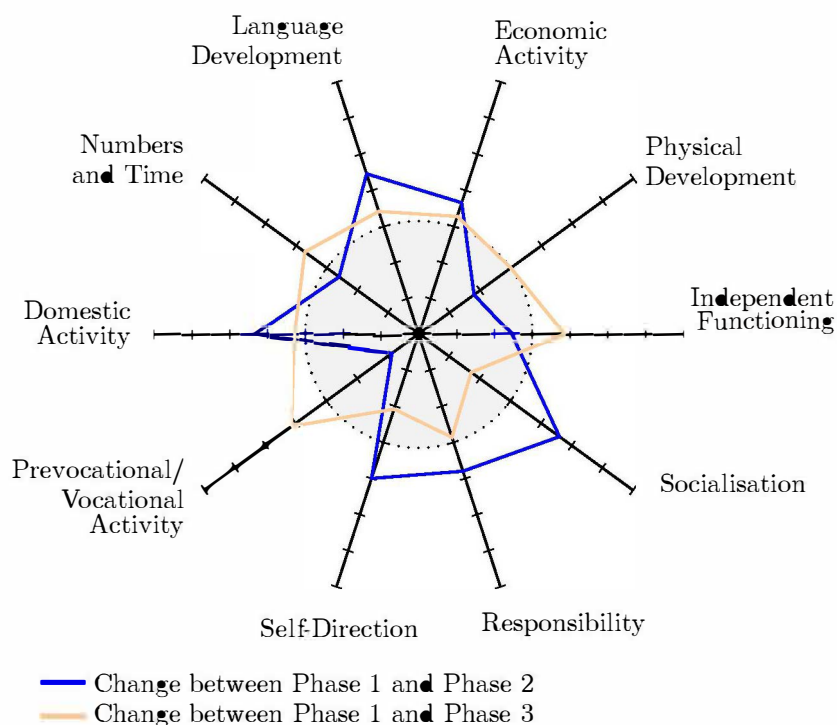 Language
Development
Economic
Activity
Numbers
and Time
Physical
Development
Domestic
Activity
Independent
Functioning
Prevocational/
Vocational
Activity
Socialisation
Self-Direction
Responsibility
Change between Phase 1 and Phase 2
Change between Phase 1 and Phase 3